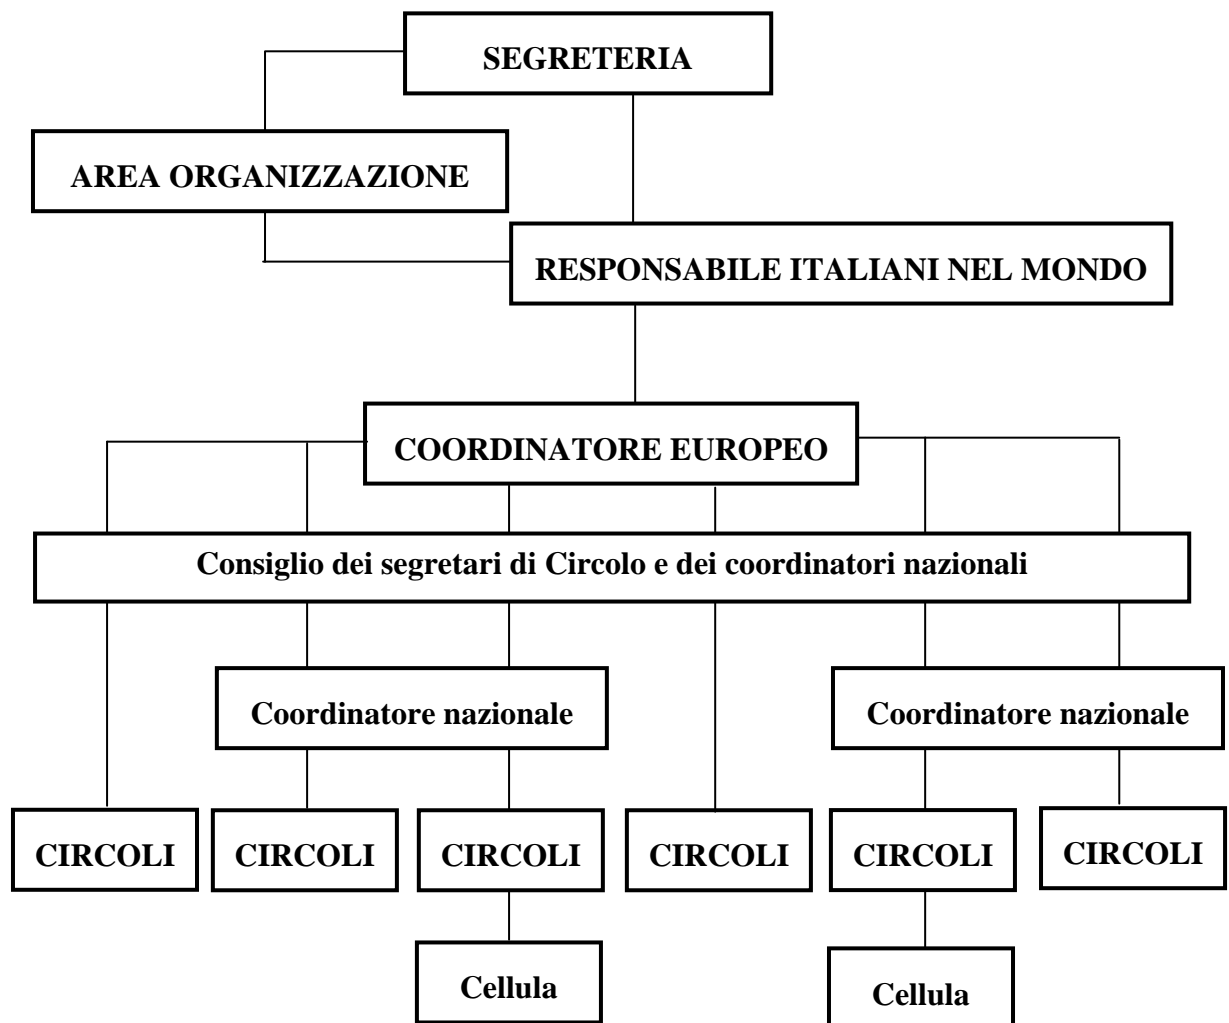 SEGRETERIA
AREA ORGANIZZAZIONE
RESPONSABILE ITALIANI NEL MONDO
COORDINATORE EUROPEO
Consiglio dei segretari di Circolo e dei coordinatori nazionali
Coordinatore nazionale
Coordinatore nazionale
CIRCOLI
CIRCOLI
CIRCOLI
CIRCOLI
CIRCOLI
CIRCOLI
Cellula
Cellula